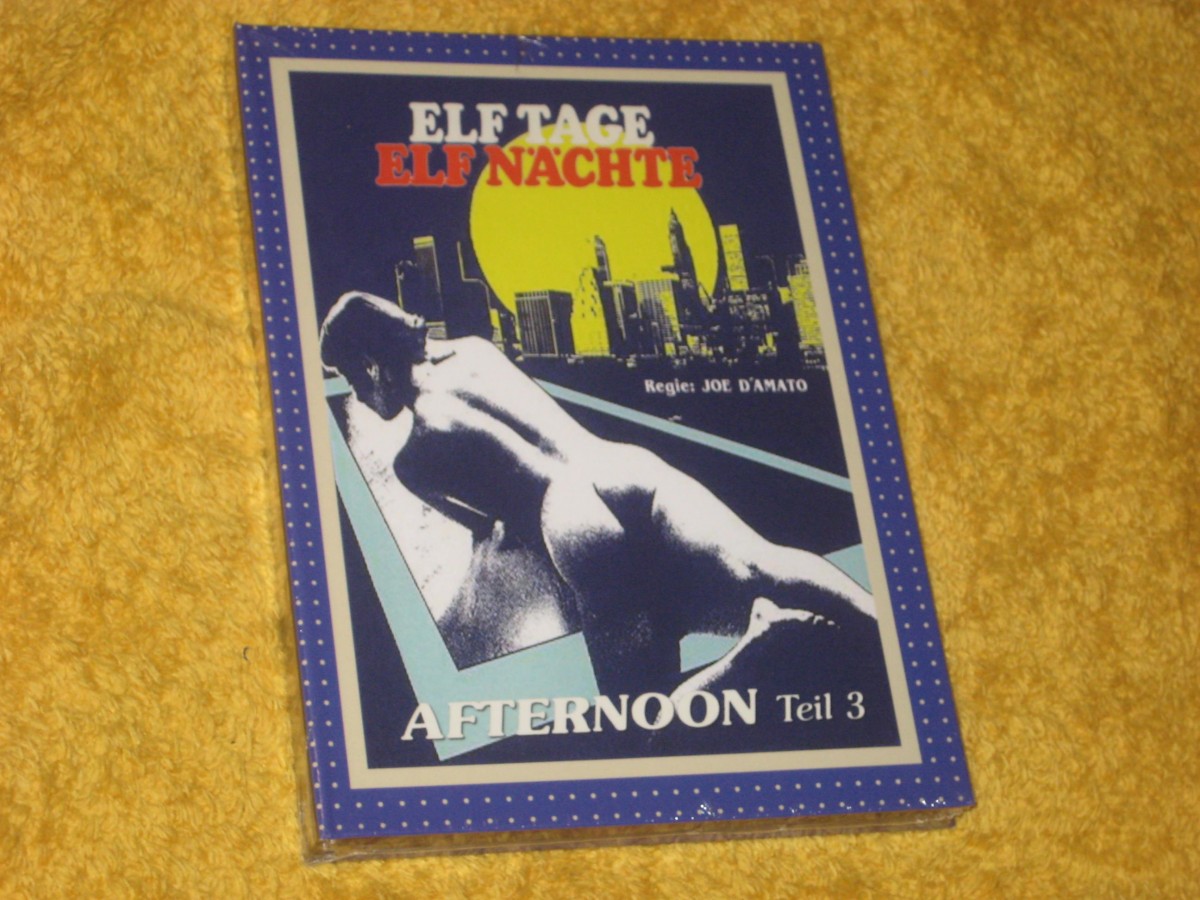 ELF TAGE
ELF NÄCHTE
Regie: JOE D'AMATO
AFTERNOON Teil 3